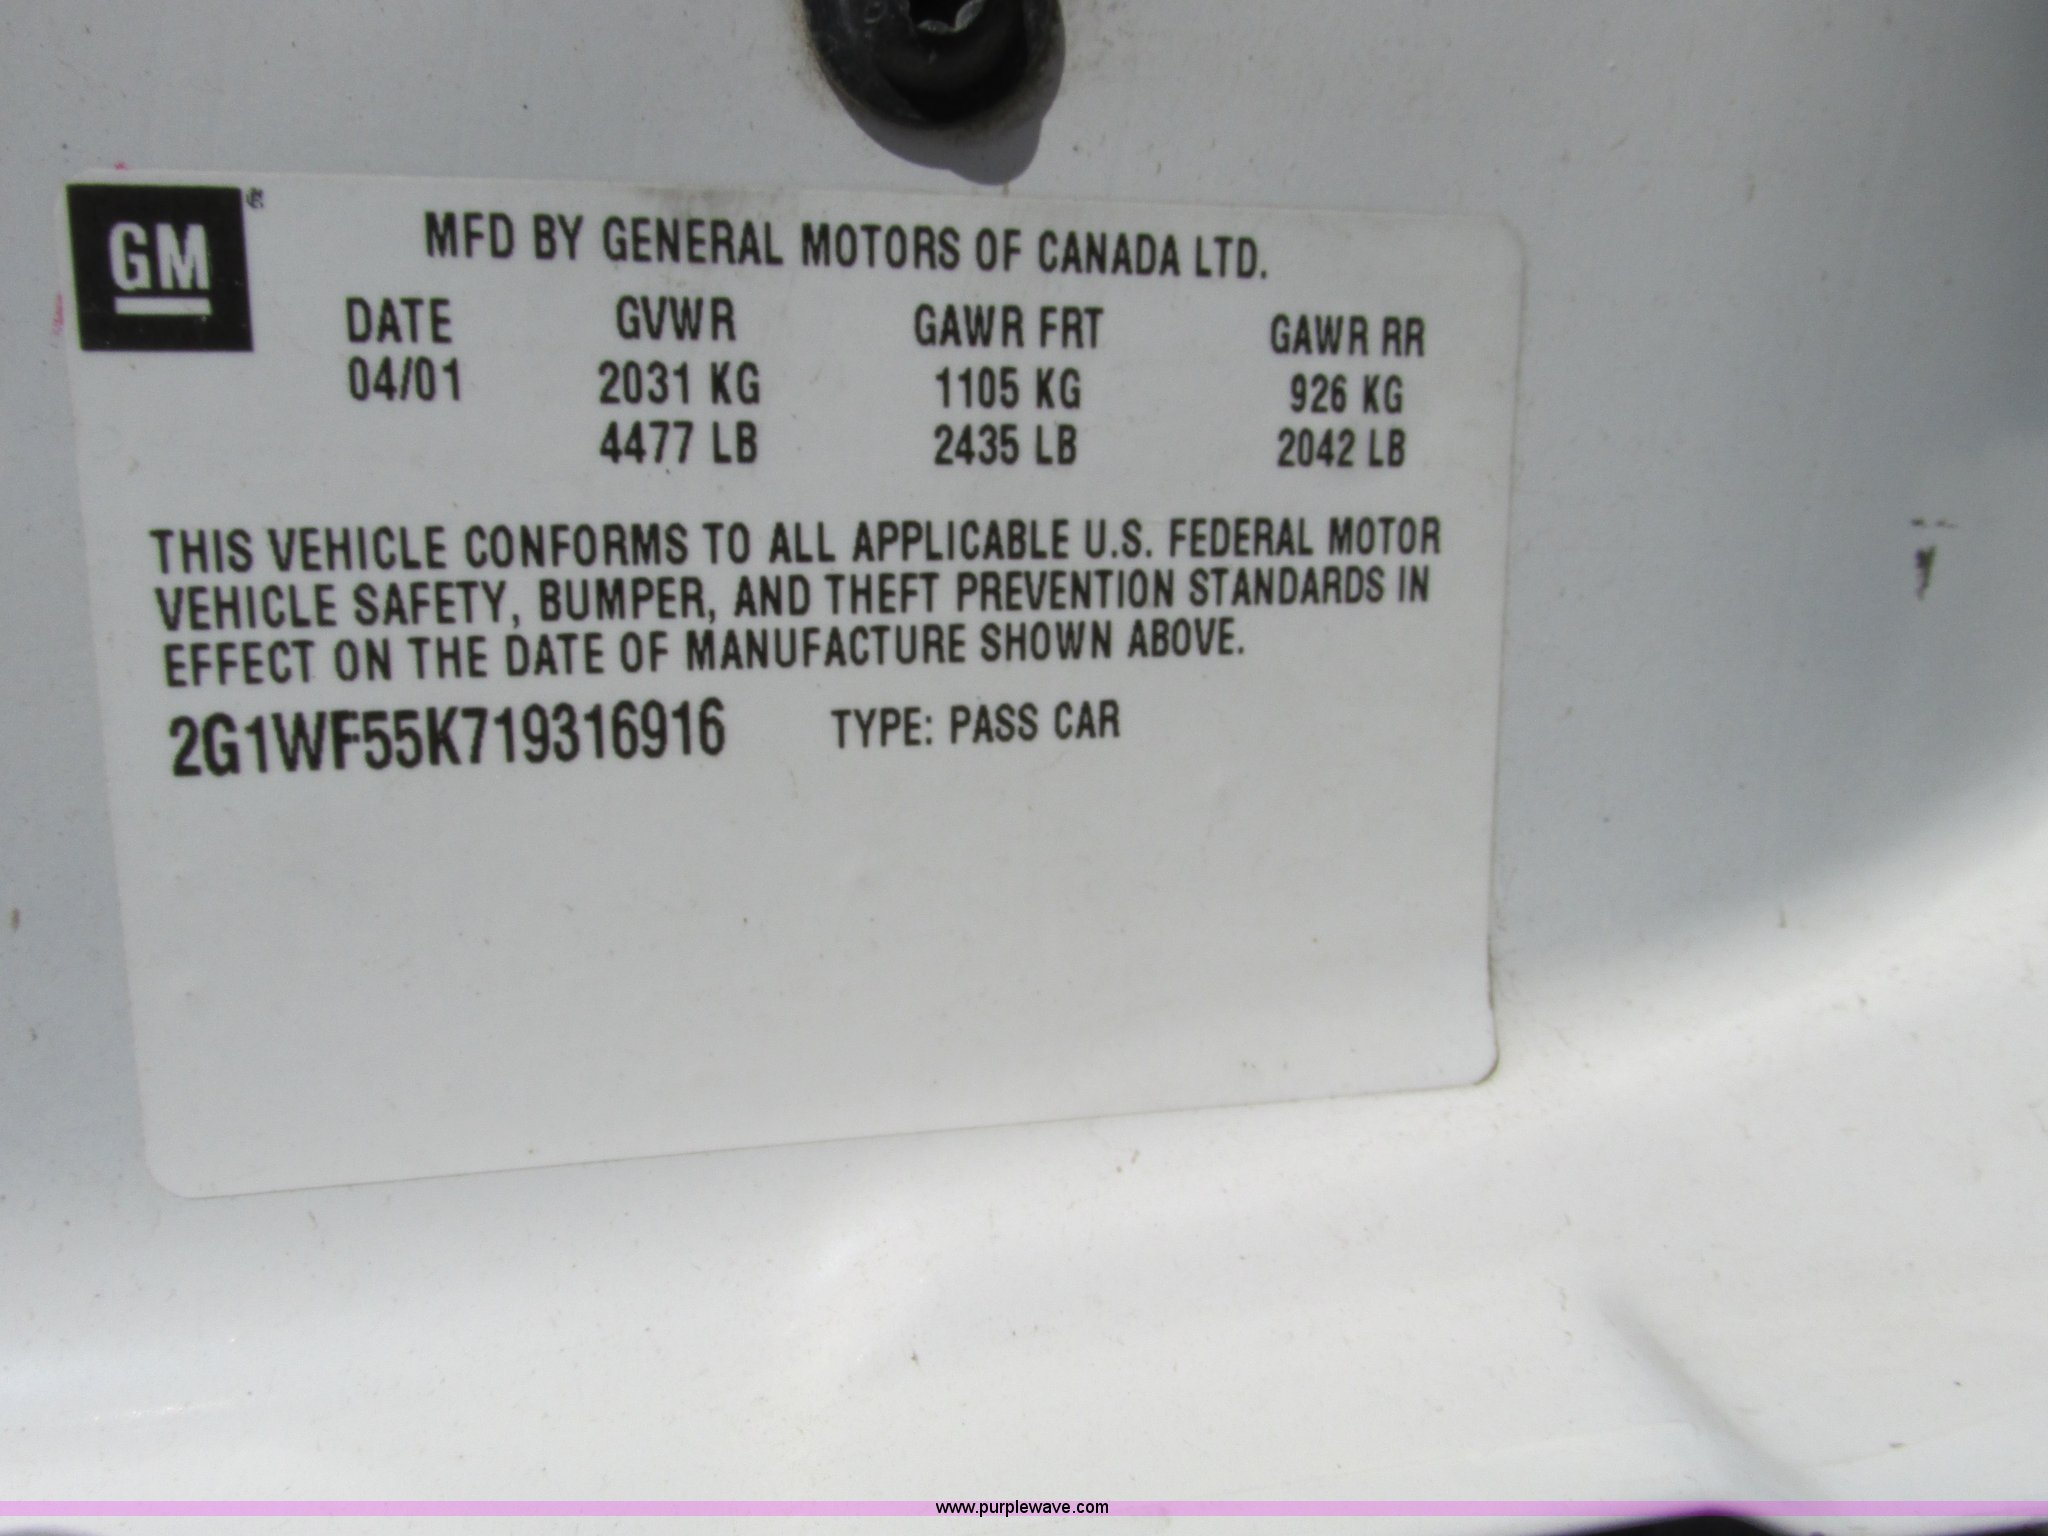 GM
MFD BY GENERAL MOTORS OF CANADA LTD.
DATE GVWR GAWR FRT GAWR RR
04/01 2031 KG 1105 KG 926 KG
4477 LB 2435 LB 2042 LB
THIS VEHICLE CONFORMS TO ALL APPLICABLE U.S. FEDERAL MOTOR
VEHICLE SAFETY, BUMPER, AND THEFT PREVENTION STANDARDS IN
EFFECT ON THE DATE OF MANUFACTURE SHOWN ABOVE.
2G1WF55K719316916 TYPE: PASS CAR
www.purplewave.com